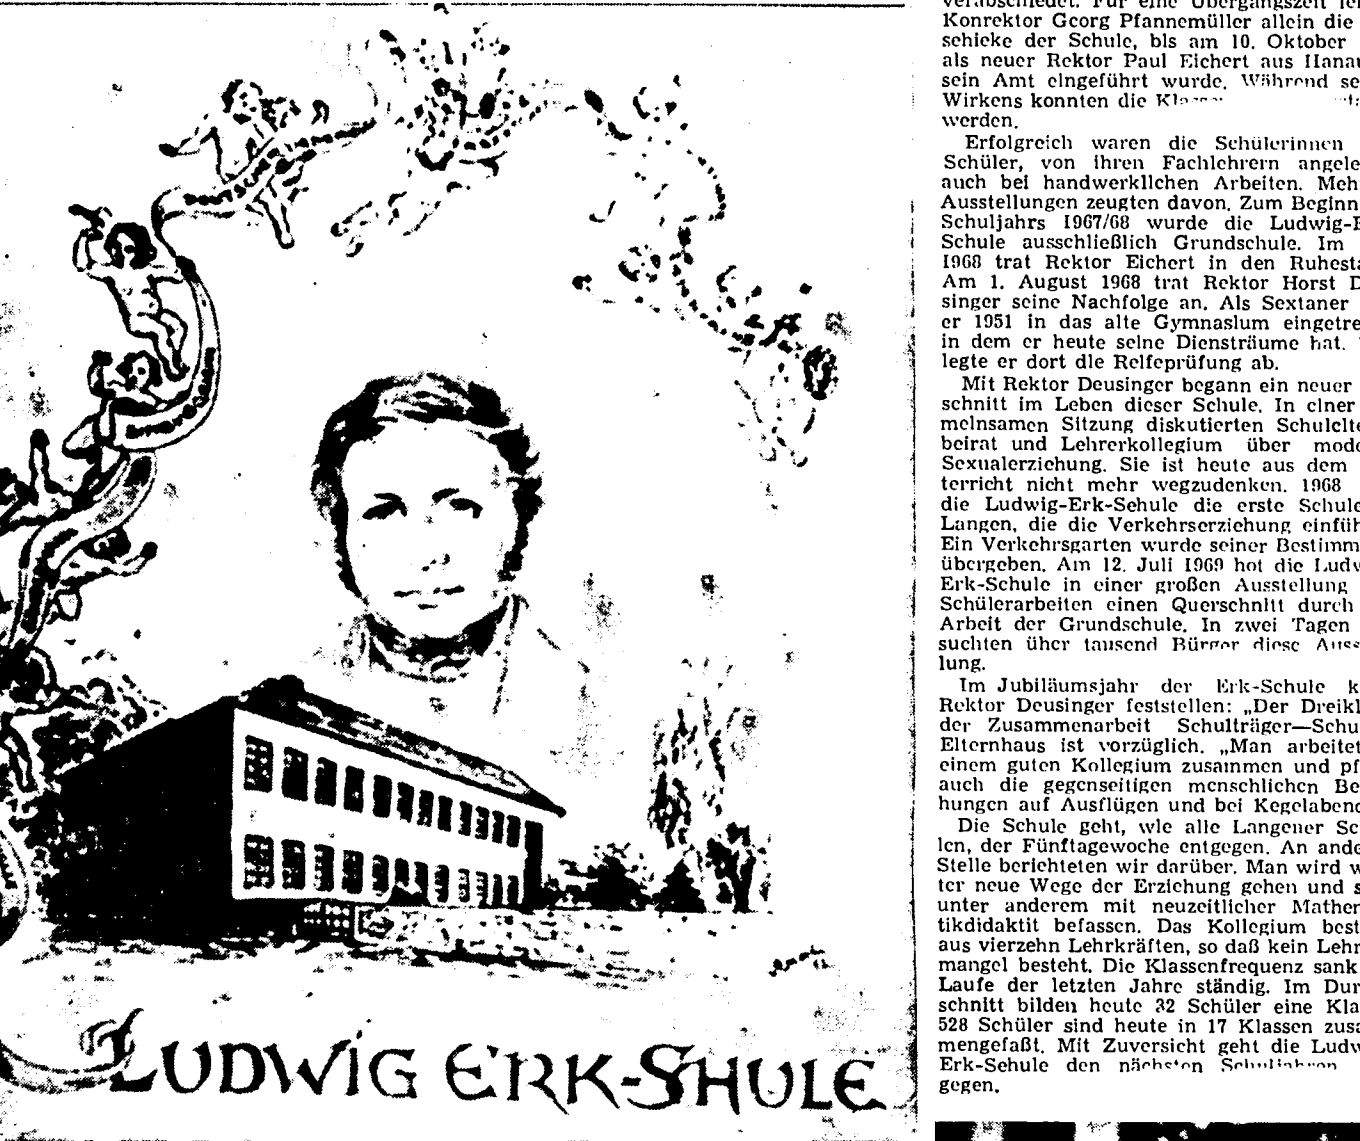 DEUTSCHER
LUDWIG ERK-SHULE
Konrektor Georg Pfannemüller allein die
schicke der Schule, bis am 10. Oktober
als neuer Rektor Paul Eichert aus Hanau
sein Amt eingeführt wurde. Während se
Wirkens konnten die
werden.
Erfolgreich waren die Schülerinnen
Schüler, von ihren Fachlehrern angele
auch bei handwerklichen Arbeiten. Meh
Ausstellungen zeugten davon. Zum Beginn
Schuljahrs 1967/68 wurde die Ludwig-E
Schule ausschließlich Grundschule. Im
1968 trat Rektor Eichert in den Ruhesta
Am 1. August 1968 trat Rektor Horst D
singer seine Nachfolge an. Als Sextaner
er 1951 in das alte Gymnasium eingetre
in dem er heute seine Diensträume hat.
legte er dort die Reifeprüfung ab.
Mit Rektor Deusinger begann ein neuer
schnitt im Leben dieser Schule. In einer
meinsamen Sitzung diskutierten Schulelte
beirat und Lehrerkollegium über mode
Sexualerziehung. Sie ist heute aus dem
terricht nicht mehr wegzudenken. 1968
die Ludwig-Erk-Schule die erste Schule
Langen, die die Verkehrserziehung einfüh
Ein Verkehrsgarten wurde seiner Bestimm
übergeben. Am 12. Juli 1969 bot die Ludw
Erk-Schule in einer großen Ausstellung
Schülerarbeiten einen Querschnitt durch
Arbeit der Grundschule. In zwei Tagen
suchten über tausend Bürger diese Auss
lung.
Im Jubiläumsjahr der Erk-Schule k
Rektor Deusinger feststellen: „Der Dreikl
der Zusammenarbeit Schulträger—Schu
Elternhaus ist vorzüglich. „Man arbeitet
einem guten Kollegium zusammen und pf
auch die gegenseitigen menschlichen Be
hungen auf Ausflügen und bei Kegelabend
Die Schule geht, wie alle Langener Sc
len, der Fünftagewoche entgegen. An ande
Stelle berichteten wir darüber. Man wird w
ter neue Wege der Erziehung gehen und s
unter anderem mit neuzeitlicher Mather
tikdidaktit befassen. Das Kollegium best
aus vierzehn Lehrkräften, so daß kein Lehr
mangel besteht. Die Klassenfrequenz sank
Laufe der letzten Jahre ständig. Im Dur
schnitt bilden heute 32 Schüler eine Kla
528 Schüler sind heute in 17 Klassen zusa
mengefaßt. Mit Zuversicht geht die Ludw
Erk-Schule den nächsten
gegen.